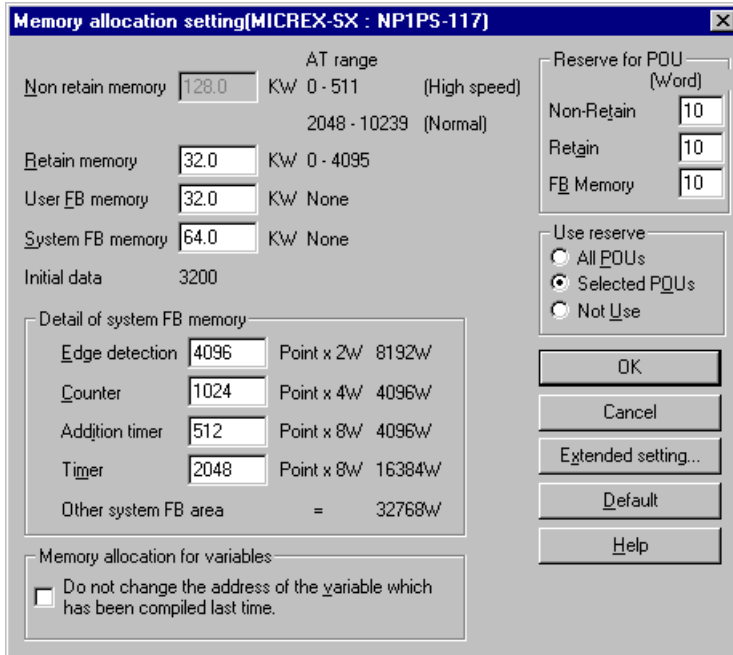 Memory allocation setting(MICREX-SX : NP1PS-117)
AT range
Non retain memory 128.0 KW 0 - 511 (High speed)
2048 - 10239 (Normal)
Retain memory 32.0 KW 0 - 4095
User FB memory 32.0 KW None
System FB memory 64.0 KW None
Initial data 3200
Detail of system FB memory
Edge detection 4096 Point x 2W 8192W
Counter 1024 Point x 4W 4096W
Addition timer 512 Point x 8W 4096W
Timer 2048 Point x 8W 16384W
Other system FB area = 32768W
Memory allocation for variables
Do not change the address of the variable which
has been compiled last time.
Reserve for POU
(Word)
Non-Retain 10
Retain 10
FB Memory 10
Use reserve
All POUs
Selected POUs
Not Use
OK
Cancel
Extended setting...
Default
Help